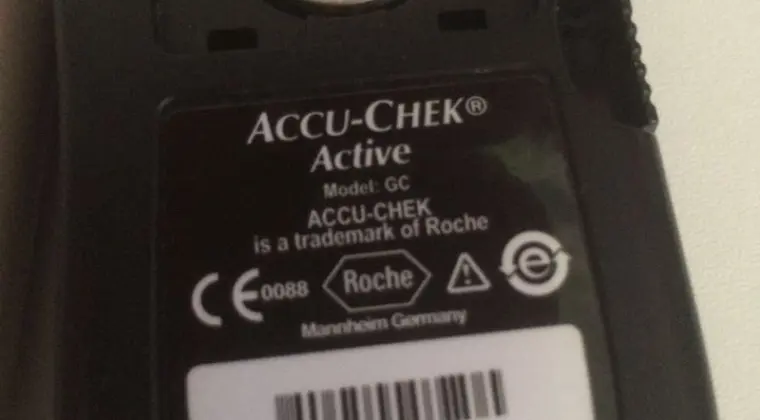 ACCU-CHEK®
Active
Model: GC
ACCU-CHEK
is a trademark of Roche
CE 0088 Roche ⚠ e
Mannheim Germany